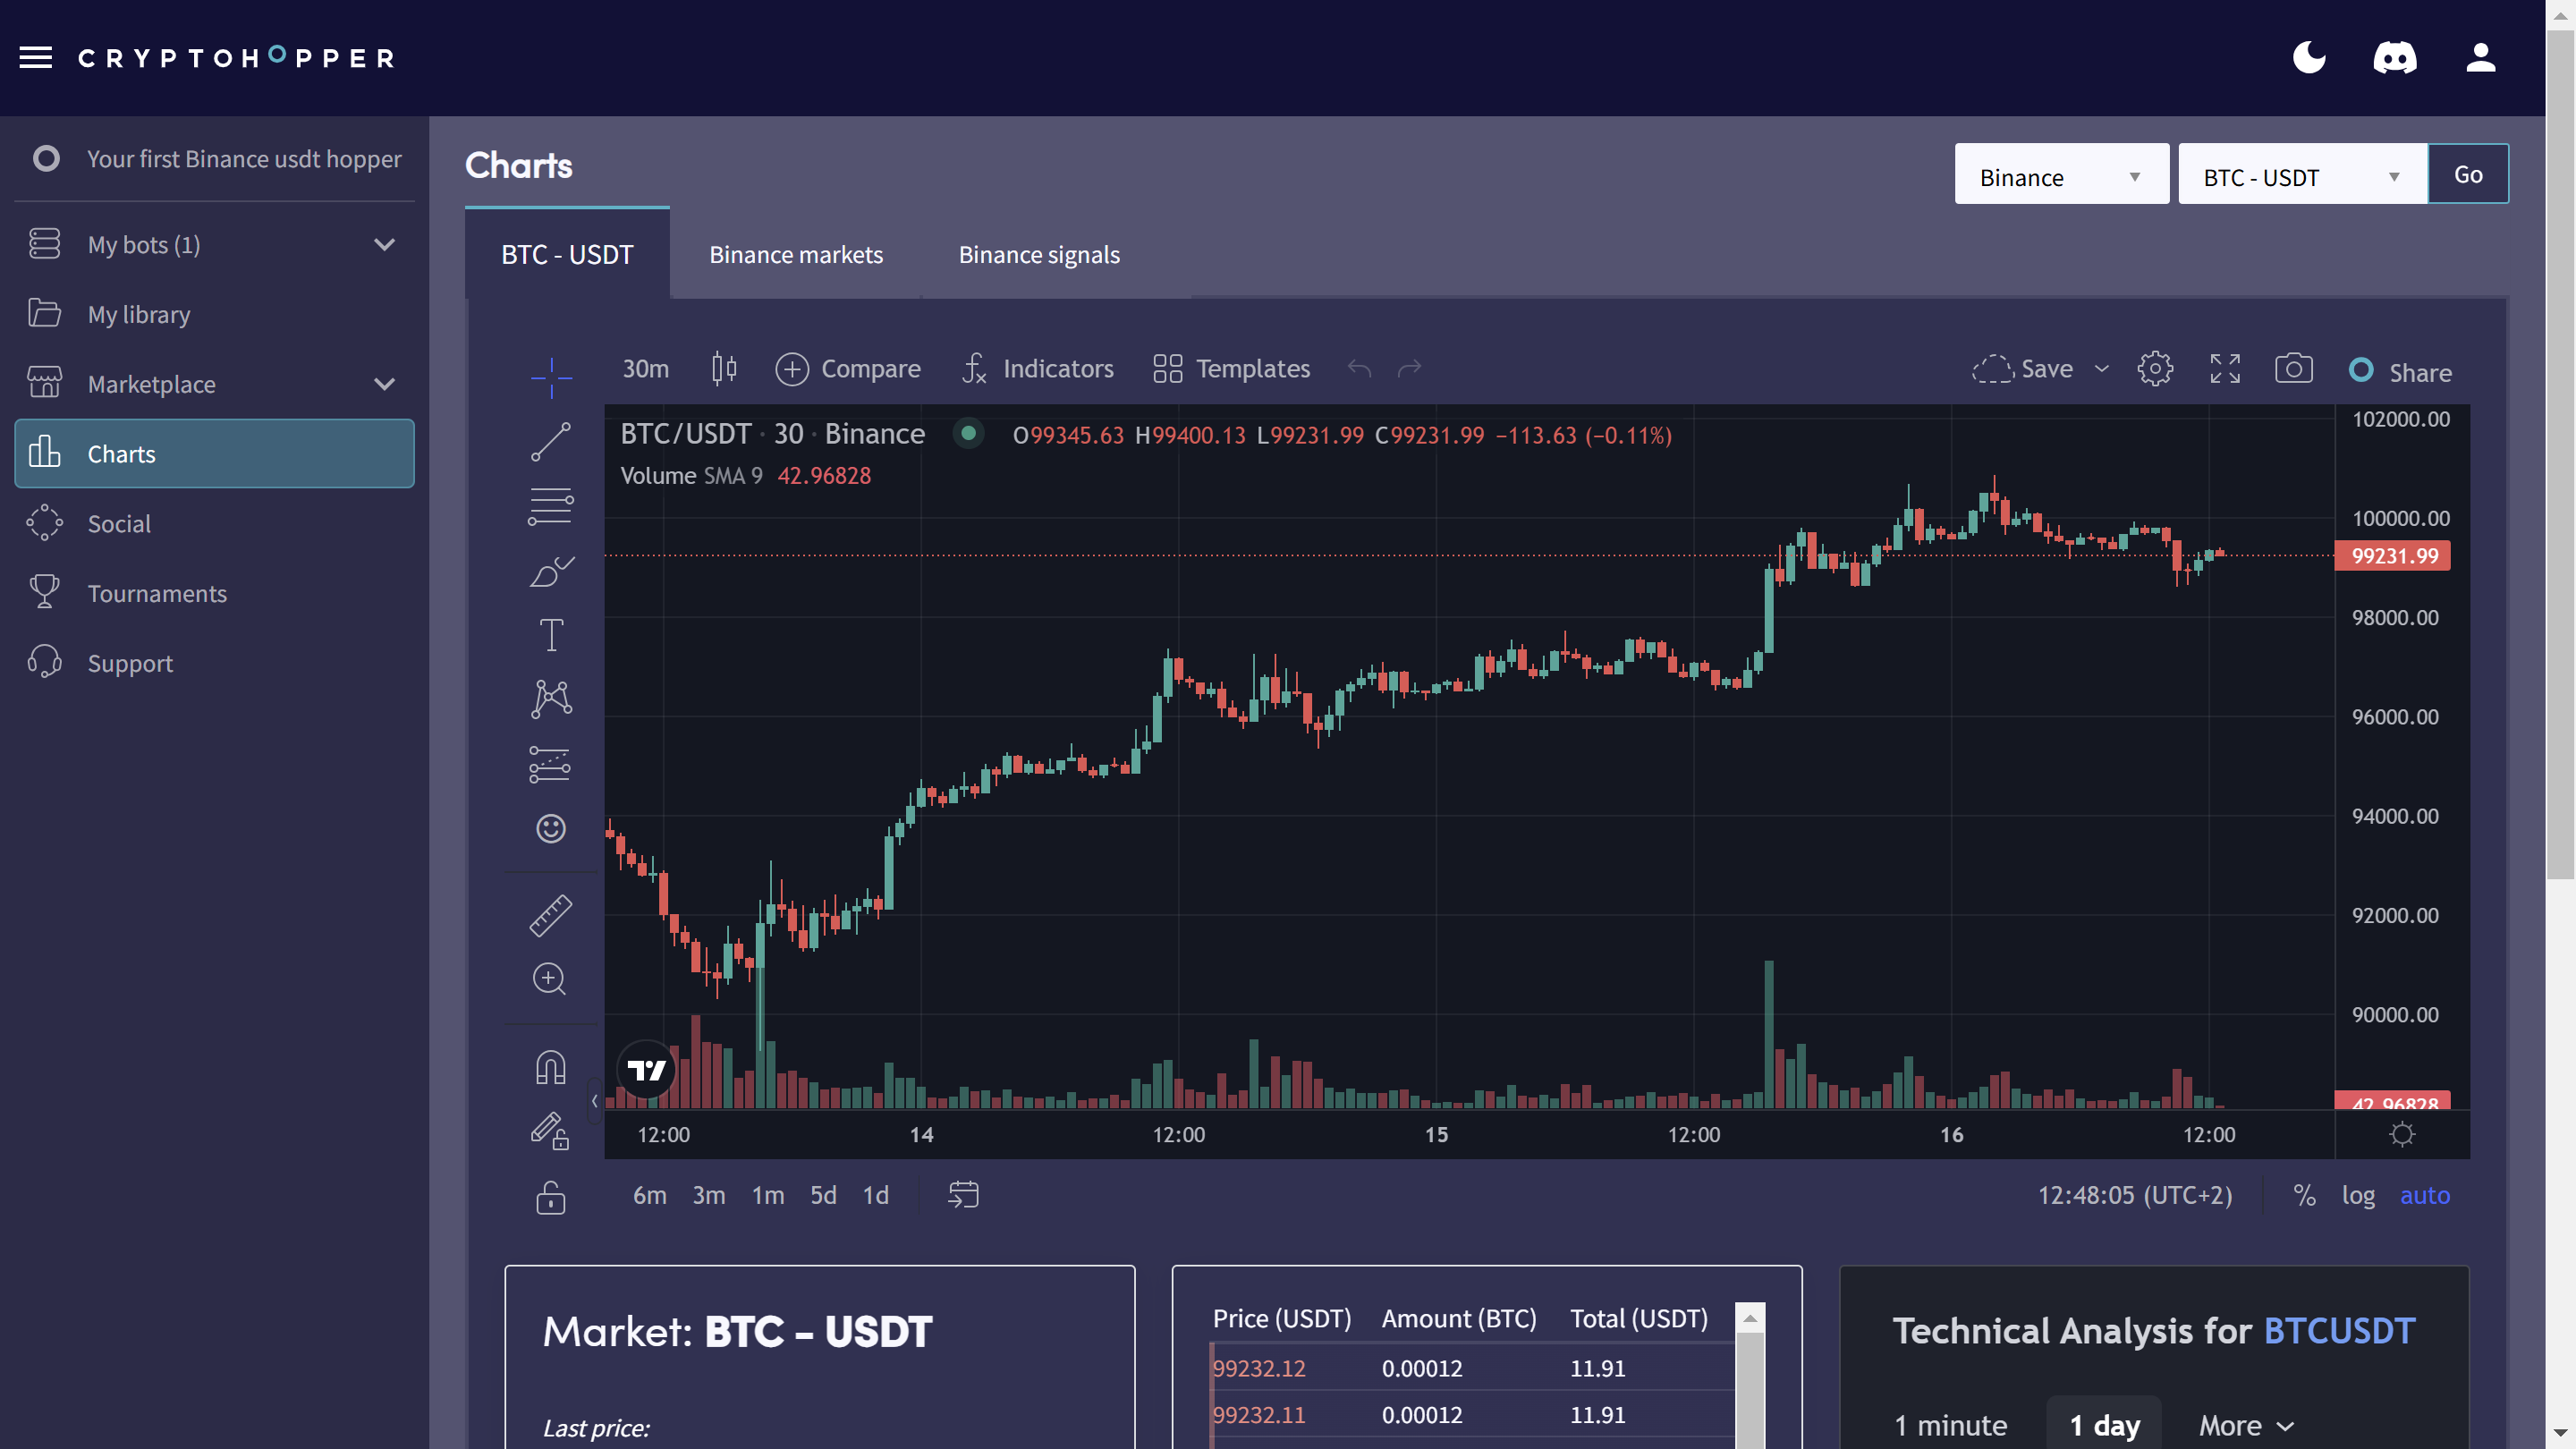 CRYPTOHOPPER
Your first Binance usdt hopper
My bots (1)
My library
Marketplace
Charts
Social
Tournaments
Support
Charts
Binance
BTC - USDT
Go
BTC - USDT
Binance markets
Binance signals
30m
Compare
Indicators
Templates
Save
Share
BTC/USDT · 30 · Binance
O99345.63 H99400.13 L99231.99 C99231.99 −113.63 (−0.11%)
Volume SMA 9 42.96828
102000.00
100000.00
99231.99
98000.00
96000.00
94000.00
92000.00
90000.00
42.96828
12:00
14
12:00
15
12:00
16
12:00
6m 3m 1m 5d 1d
12:48:05 (UTC+2)
% log auto
Market: BTC - USDT
Last price:
Price (USDT) Amount (BTC) Total (USDT)
99232.12 0.00012 11.91
99232.11 0.00012 11.91
Technical Analysis for BTCUSDT
1 minute 1 day More